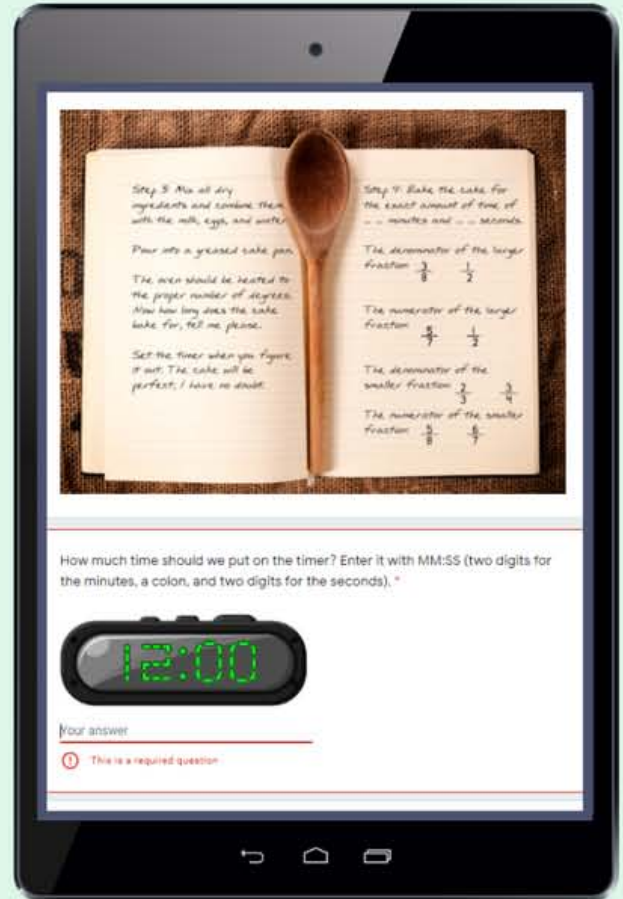 Step 3: Mix all dry
ingredients and combine them
with the milk, eggs, and water.
Pour into a greased cake pan.
The oven should be heated to
the proper number of degrees.
Now how long does the cake
bake for, tell me please.
Set the timer when you figure
it out. The cake will be
perfect, I have no doubt.
Step 4: Bake the cake for
the exact amount of time of
_ _ minutes and _ _ seconds.
The denominator of the larger
fraction 3/8 1/2
The numerator of the larger
fraction 5/7 1/2
The denominator of the
smaller fraction 2/3 3/4
The numerator of the smaller
fraction 5/8 6/7
How much time should we put on the timer? Enter it with MM:SS (two digits for
the minutes, a colon, and two digits for the seconds). *
12:00
Your answer
This is a required question